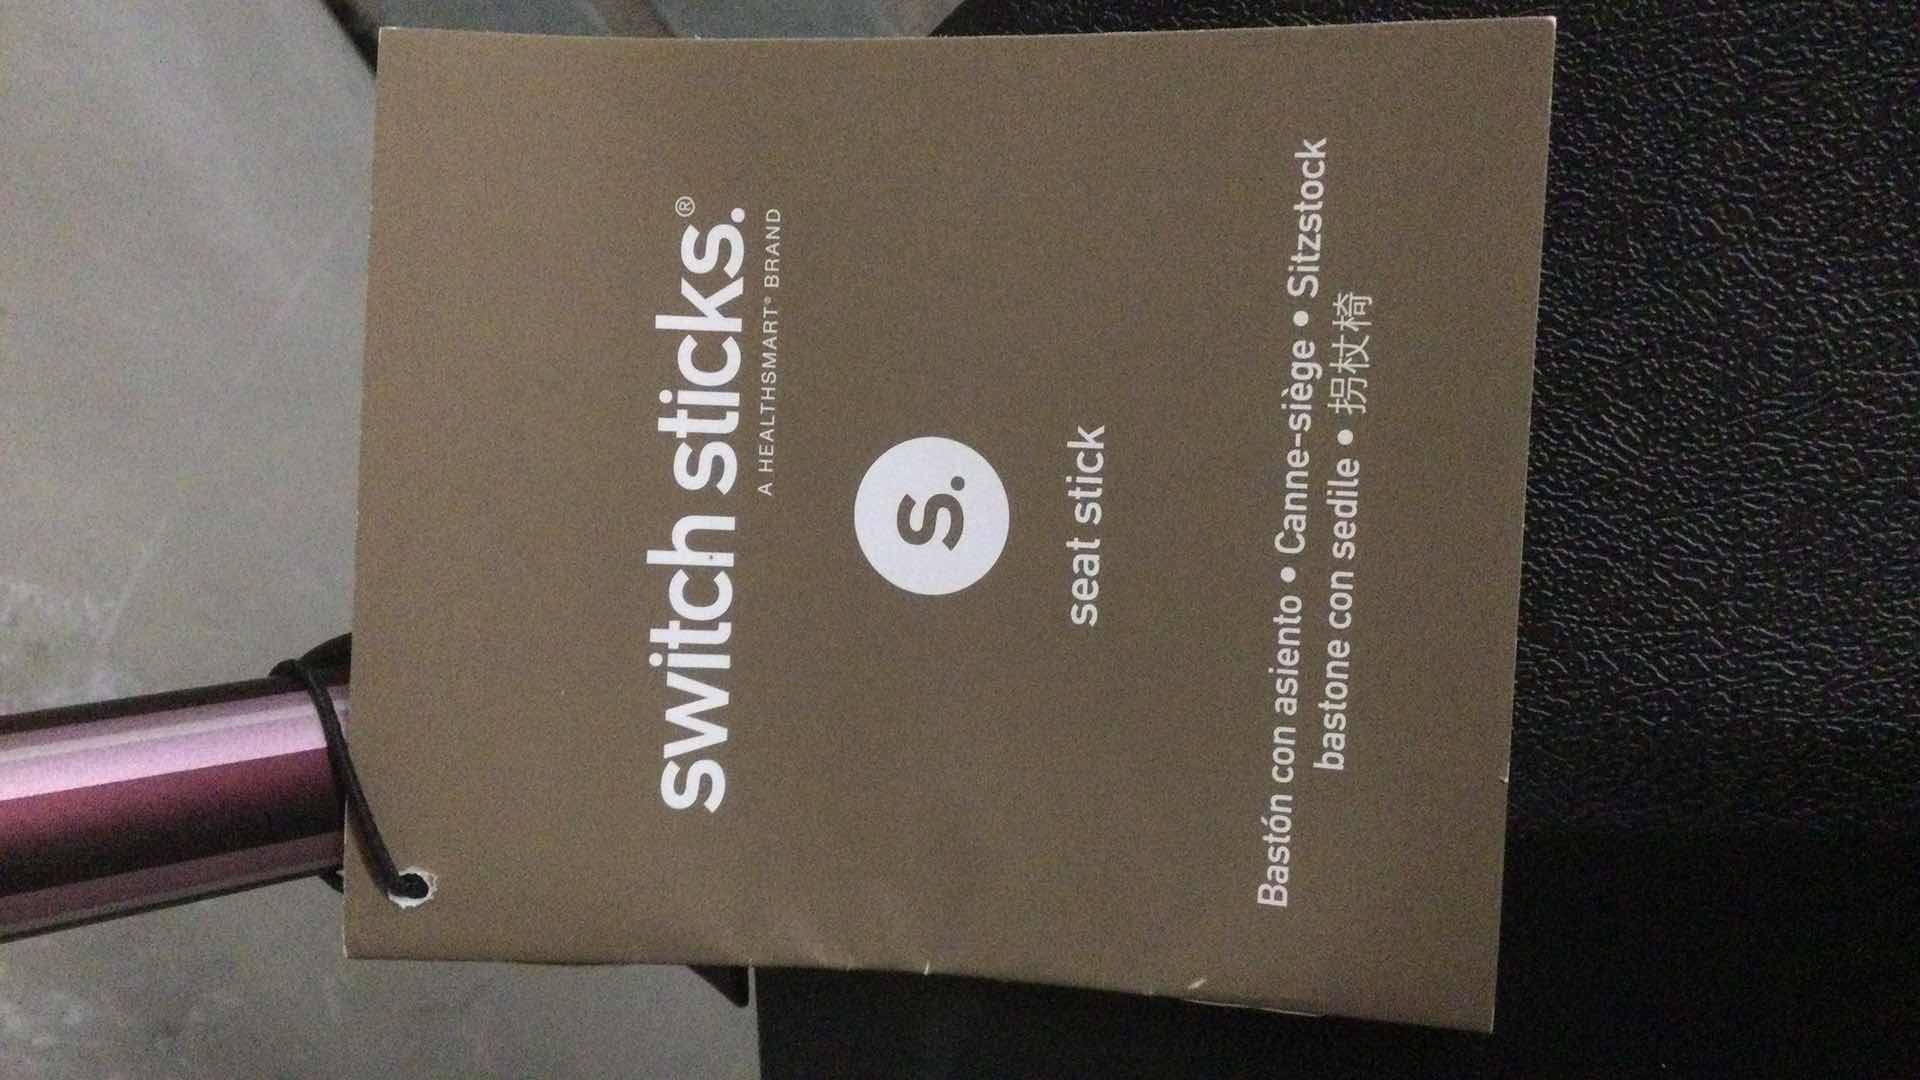 switch sticks.®
A HEALTHSMART® BRAND
s.
seat stick
Bastón con asiento • Canne-siège • Sitzstock
bastone con sedile • 拐杖椅